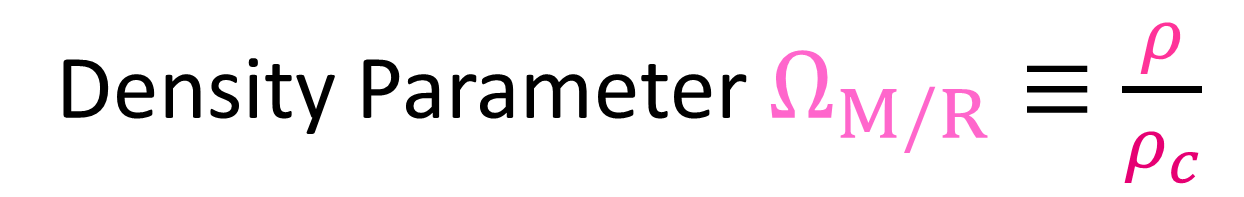 Density Parameter Ω_M/R ≡ ρ/ρ_c